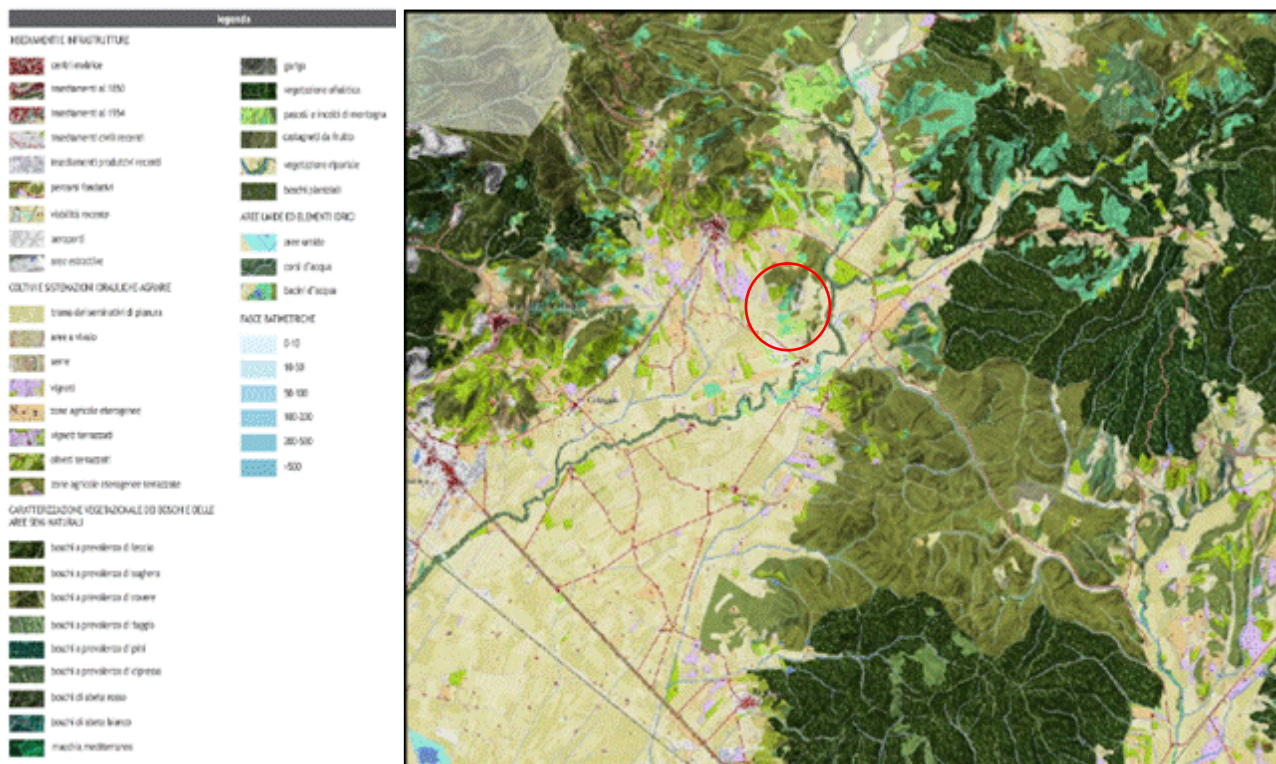 legenda
INSEDIAMENTI E INFRASTRUTTURE
centri matrice
insediamenti al 1850
insediamenti al 1954
insediamenti civili recenti
insediamenti produttivi recenti
percorsi fondativi
viabilità recente
aeroporti
aree estrattive
COLTIVI E SISTEMAZIONI IDRAULICHE AGRARIE
trama dei seminativi di pianura
aree a vivaio
serre
vigneti
zone agricole eterogenee
vigneti terrazzati
oliveti terrazzati
zone agricole eterogenee terrazzate
CARATTERIZZAZIONE VEGETAZIONALE DEI BOSCHI E DELLE
AREE SEMI-NATURALI
boschi a prevalenza di leccio
boschi a prevalenza di sughera
boschi a prevalenza di rovere
boschi a prevalenza di faggio
boschi a prevalenza di pini
boschi a prevalenza di cipresso
boschi di abete rosso
boschi di abete bianco
macchia mediterranea
gariga
vegetazione ofiolitica
pascoli e incolti di montagna
castagneti da frutto
vegetazione ripariale
boschi planiziali
AREE UMIDE ED ELEMENTI IDRICI
aree umide
corsi d'acqua
bacini d'acqua
FASCE BATIMETRICHE
0-10
10-50
50-100
100-200
200-500
>500